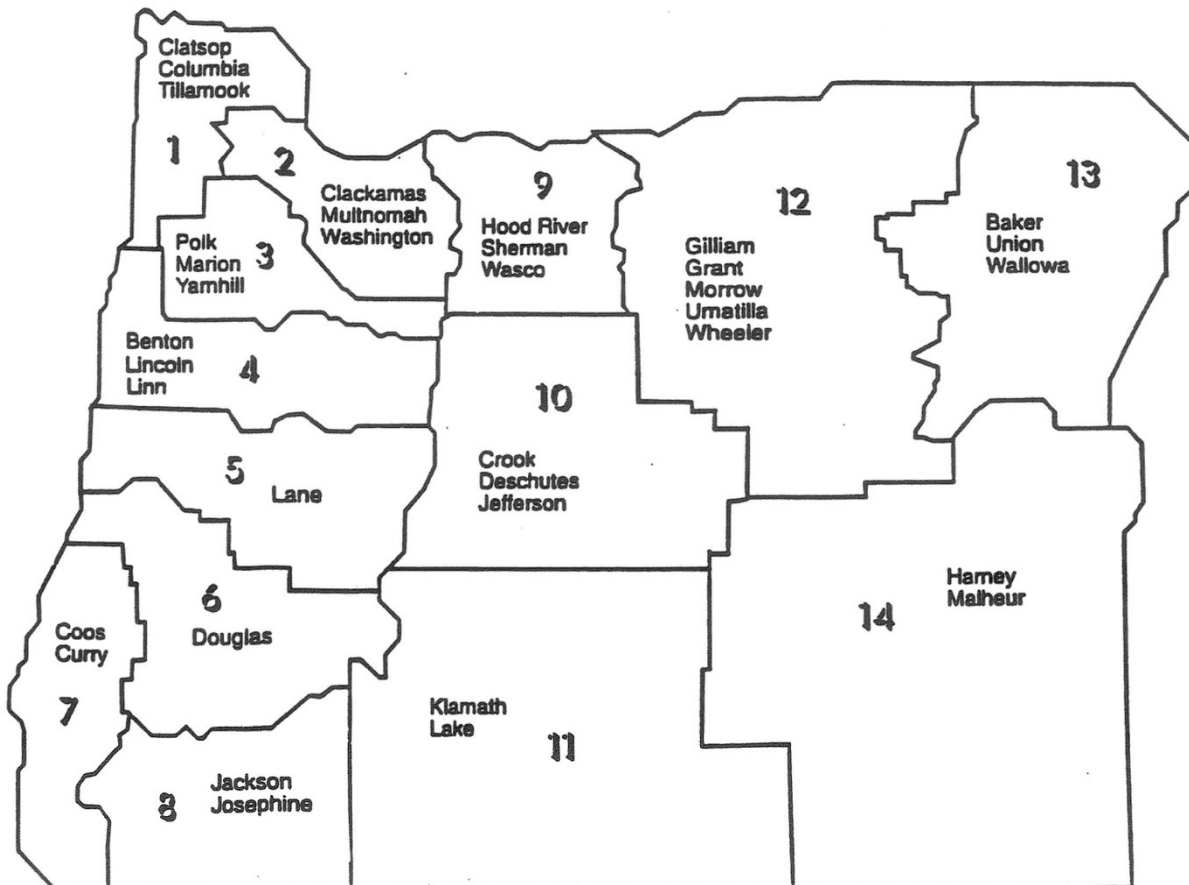 Clatsop
Columbia
Tillamook
1
2
Clackamas
Multnomah
Washington
3
Polk
Marion
Yamhill
Benton
Lincoln
Linn
4
5
Lane
6
Douglas
Coos
Curry
7
8
Jackson
Josephine
9
Hood River
Sherman
Wasco
10
Crook
Deschutes
Jefferson
Klamath
Lake
11
12
Gilliam
Grant
Morrow
Umatilla
Wheeler
13
Baker
Union
Wallowa
Harney
Malheur
14